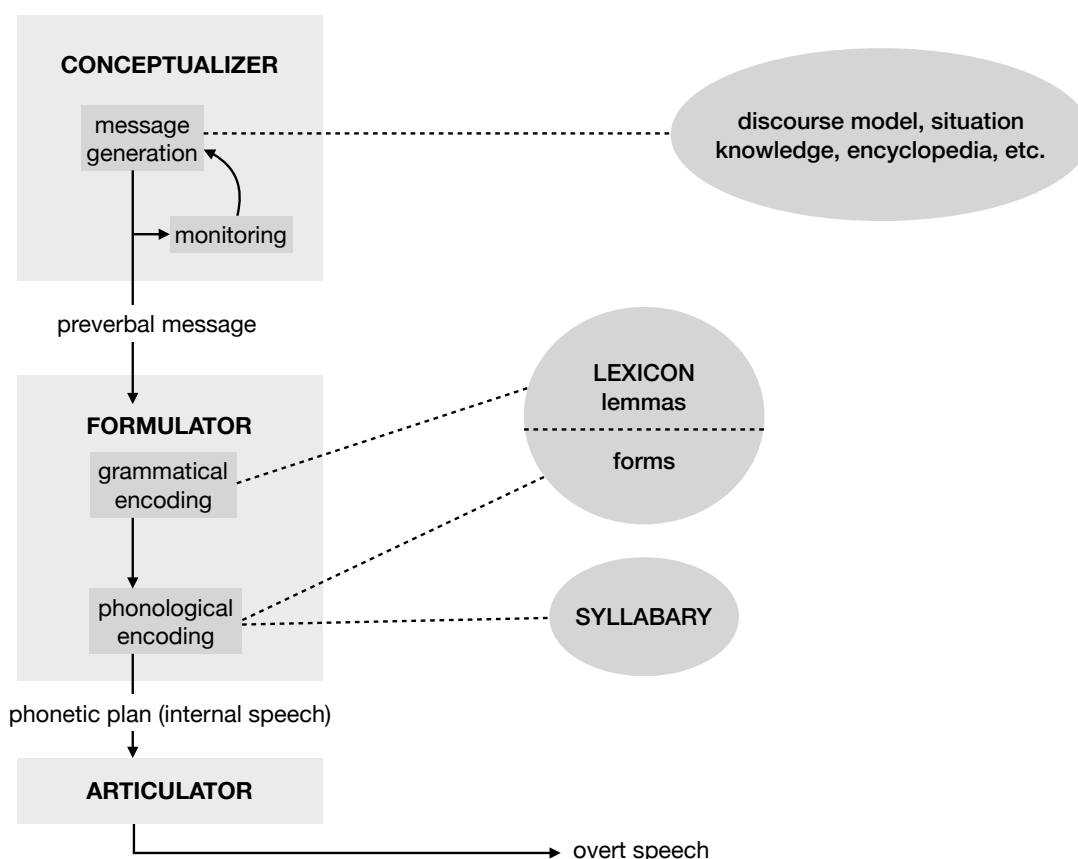 CONCEPTUALIZER
message
generation
monitoring
discourse model, situation
knowledge, encyclopedia, etc.
preverbal message
FORMULATOR
grammatical
encoding
phonological
encoding
LEXICON
lemmas
forms
SYLLABARY
phonetic plan (internal speech)
ARTICULATOR
overt speech